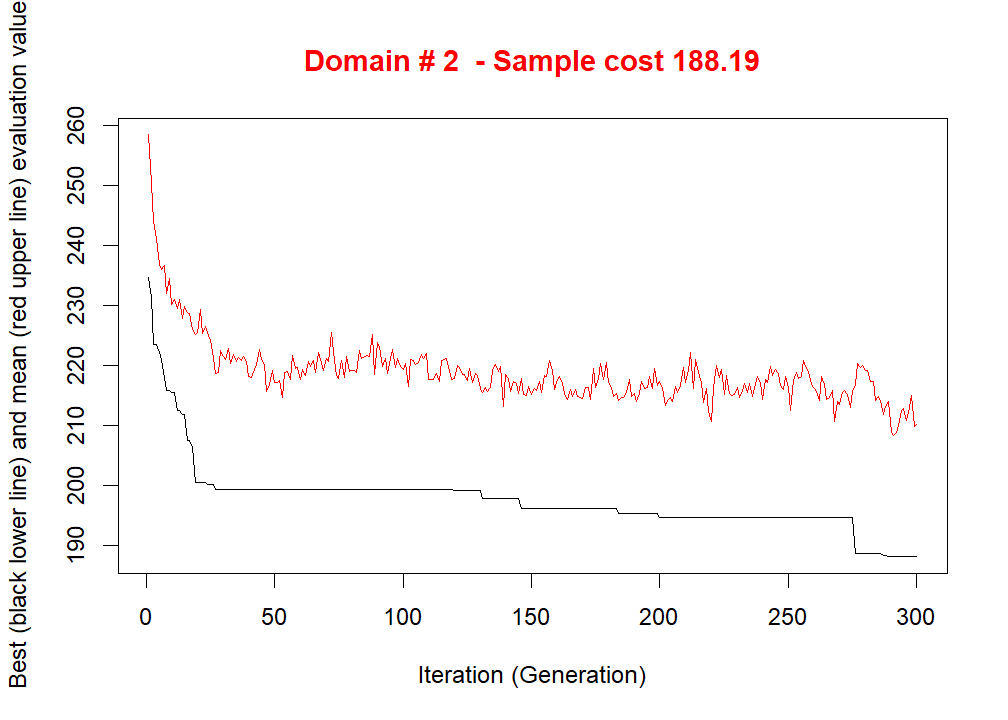 Domain # 2  - Sample cost 188.19
Best (black lower line) and mean (red upper line) evaluation value
260
250
240
230
220
210
200
190
0 50 100 150 200 250 300
Iteration (Generation)